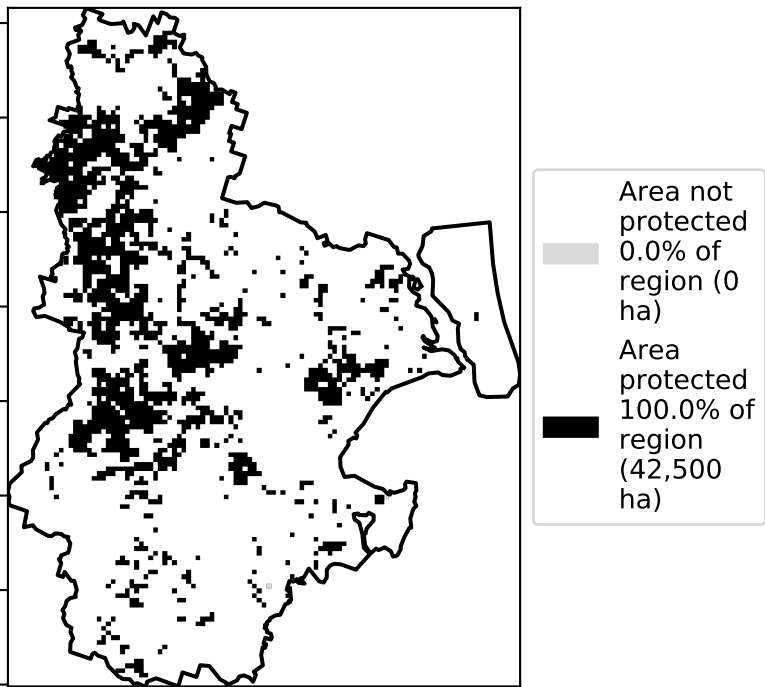 Area not
protected
0.0% of
region (0
ha)
Area
protected
100.0% of
region
(42,500
ha)